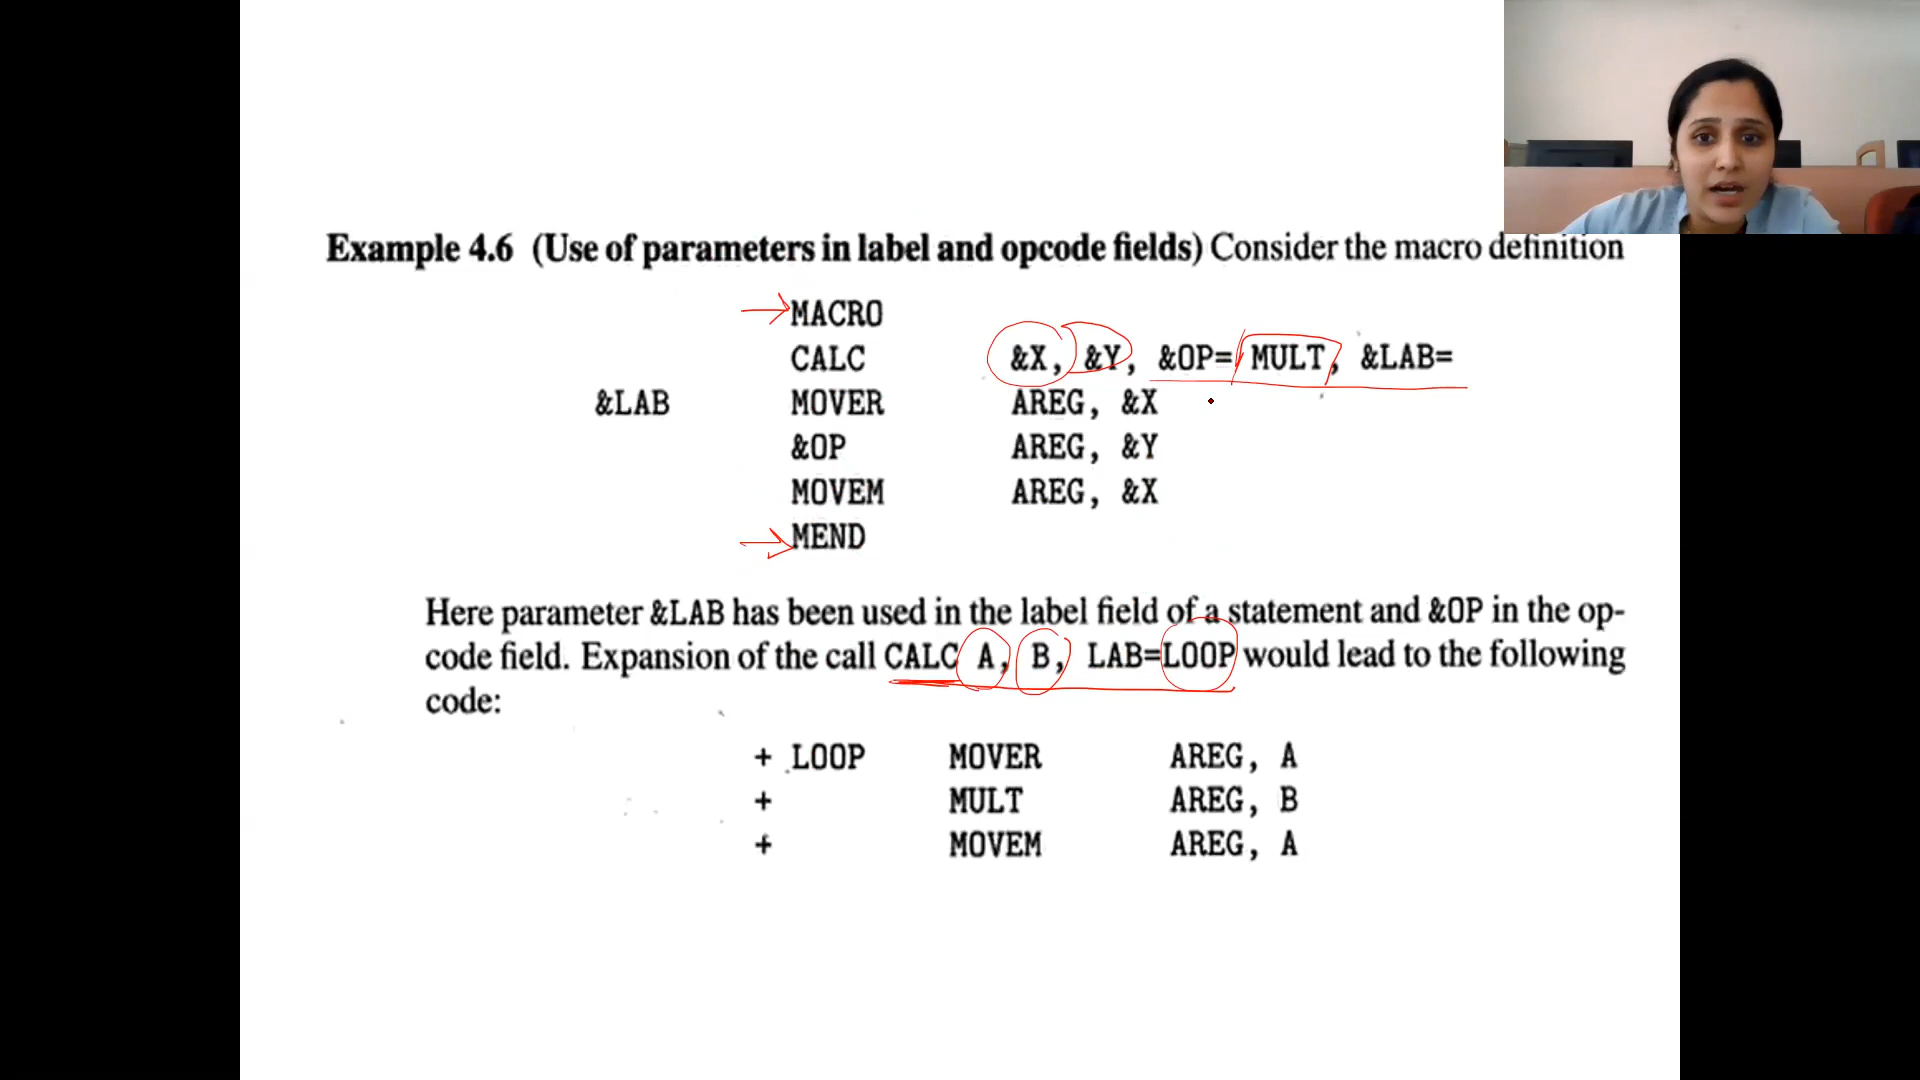 Example 4.6 (Use of parameters in label and opcode fields) Consider the macro definition
MACRO
CALC &X, &Y, &OP=MULT, &LAB=
&LAB MOVER AREG, &X
&OP AREG, &Y
MOVEM AREG, &X
MEND
Here parameter &LAB has been used in the label field of a statement and &OP in the op-
code field. Expansion of the call CALC A, B, LAB=LOOP would lead to the following
code:
+ LOOP MOVER AREG, A
+ MULT AREG, B
+ MOVEM AREG, A